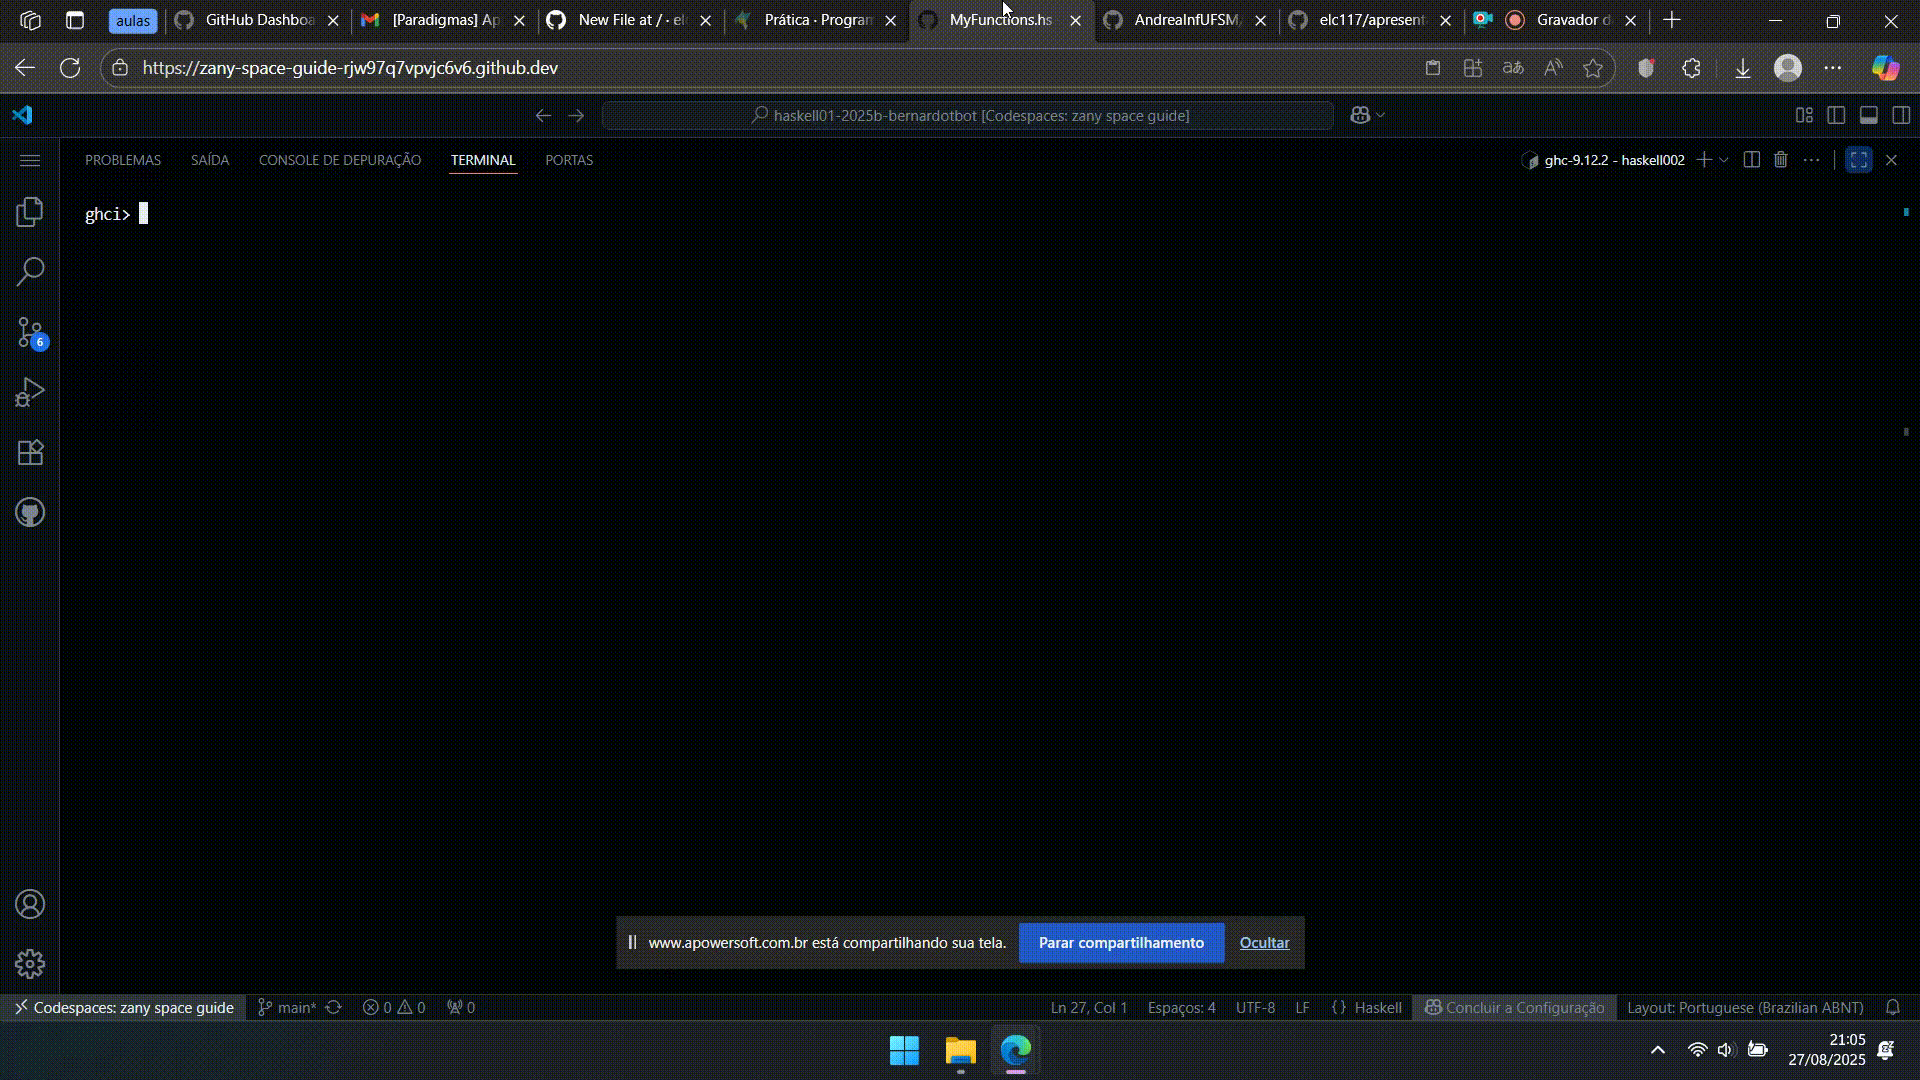 aulas
GitHub Dashboa
[Paradigmas] Ap
New File at / · el
Prática · Program
MyFunctions.hs
AndreaInfUFSM/
elc117/apresent
Gravador d
https://zany-space-guide-rjw97q7vpvjc6v6.github.dev
haskell01-2025b-bernardotbot [Codespaces: zany space guide]
PROBLEMAS
SAÍDA
CONSOLE DE DEPURAÇÃO
TERMINAL
PORTAS
ghc-9.12.2 - haskell002
ghci>
6
www.apowersoft.com.br está compartilhando sua tela.
Parar compartilhamento
Ocultar
Codespaces: zany space guide
main*
0
0
0
Ln 27, Col 1
Espaços: 4
UTF-8
LF
{ } Haskell
Concluir a Configuração
Layout: Portuguese (Brazilian ABNT)
21:05
27/08/2025